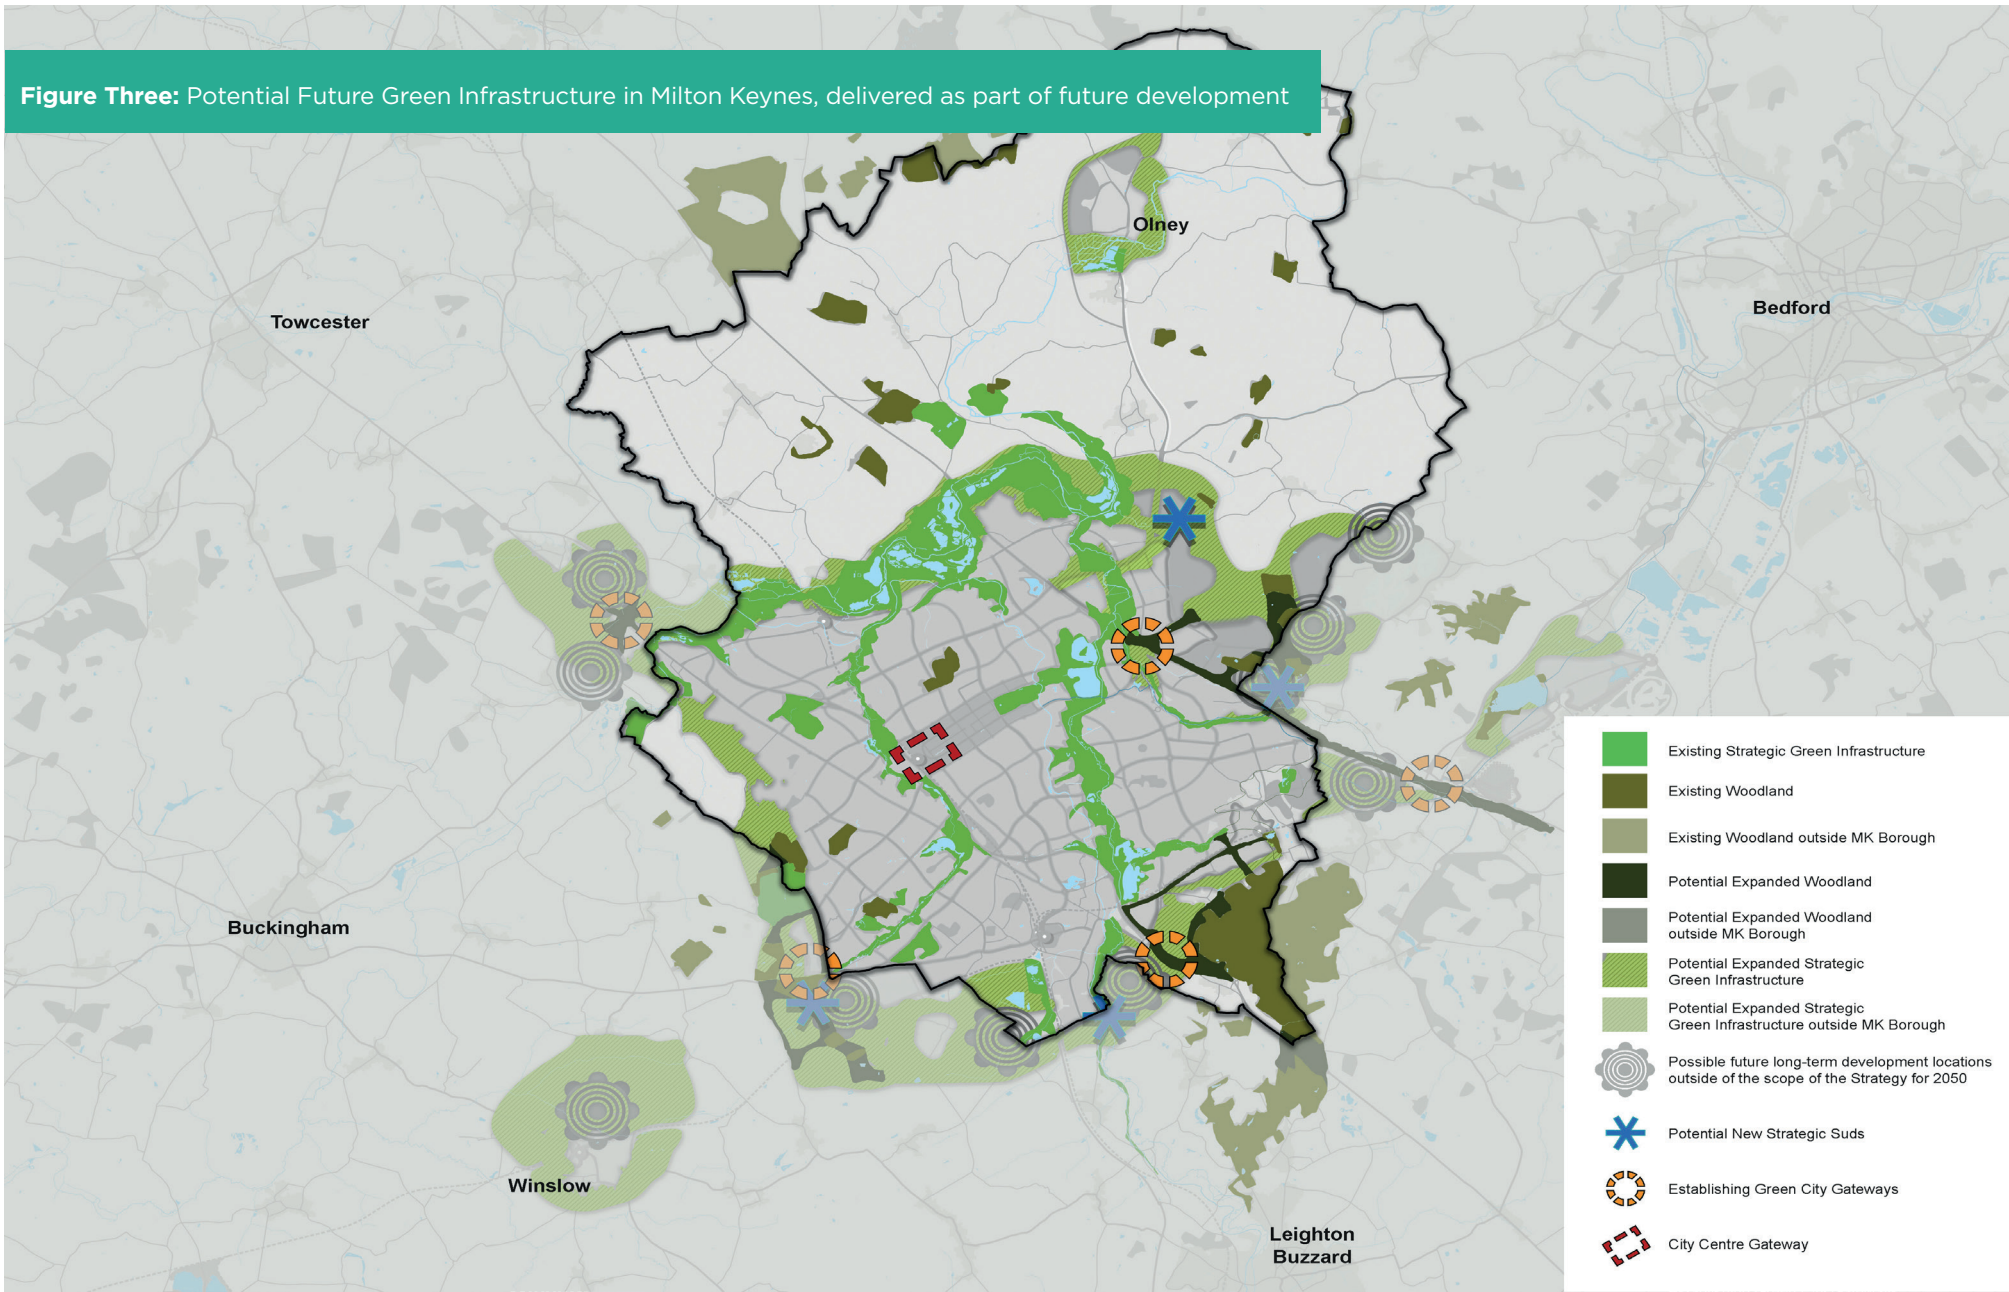 Figure Three: Potential Future Green Infrastructure in Milton Keynes, delivered as part of future development
Olney
Towcester
Bedford
Buckingham
Winslow
Leighton
Buzzard
Existing Strategic Green Infrastructure
Existing Woodland
Existing Woodland outside MK Borough
Potential Expanded Woodland
Potential Expanded Woodland
outside MK Borough
Potential Expanded Strategic
Green Infrastructure
Potential Expanded Strategic
Green Infrastructure outside MK Borough
Possible future long-term development locations
outside of the scope of the Strategy for 2050
Potential New Strategic Suds
Establishing Green City Gateways
City Centre Gateway